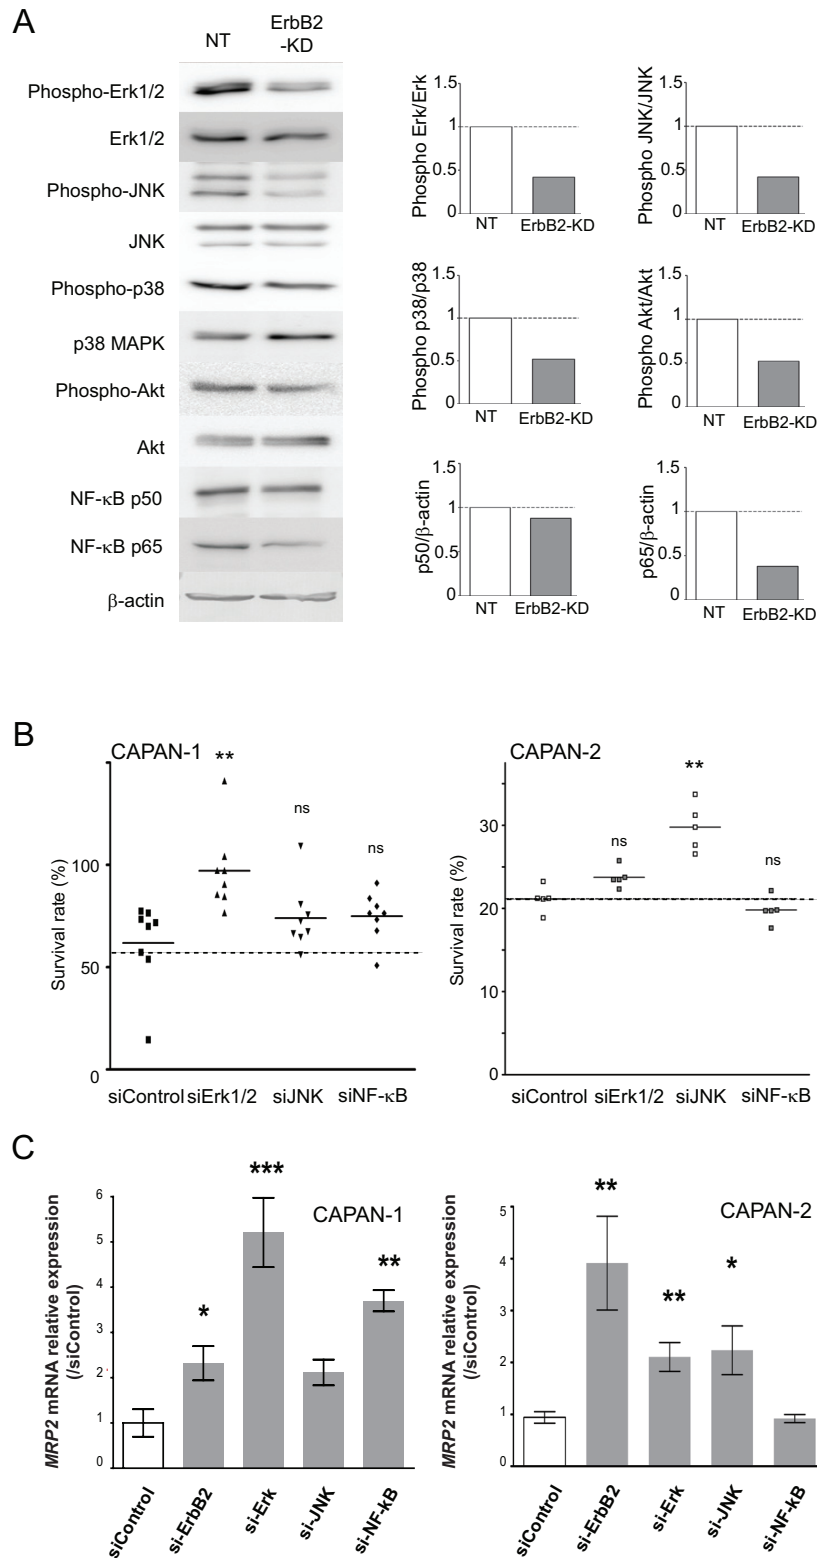 A
NT
ErbB2
-KD
Phospho-Erk1/2
Erk1/2
Phospho-JNK
JNK
Phospho-p38
p38 MAPK
Phospho-Akt
Akt
NF-κB p50
NF-κB p65
β-actin
Phospho Erk/Erk
1.5
1
0.5
0
NT
ErbB2-KD
Phospho JNK/JNK
1.5
1
0.5
0
NT
ErbB2-KD
Phospho p38/p38
1.5
1
0.5
0
NT
ErbB2-KD
Phospho Akt/Akt
1.5
1
0.5
0
NT
ErbB2-KD
p50/β-actin
1.5
1
0.5
0
NT
ErbB2-KD
p65/β-actin
1.5
1
0.5
0
NT
ErbB2-KD
B
CAPAN-1
**
ns
ns
Survival rate (%)
100
50
0
siControl siErk1/2 siJNK siNF-κB
CAPAN-2
ns
**
ns
Survival rate (%)
30
20
10
0
siControl siErk1/2 siJNK siNF-κB
C
CAPAN-1
MRP2 mRNA relative expression
(/siControl)
6
5
4
3
2
1
0
*
***
**
siControl
si-ErbB2
si-Erk
si-JNK
si-NF-kB
CAPAN-2
MRP2 mRNA relative expression
(/siControl)
5
4
3
2
1
0
**
**
*
siControl
si-ErbB2
si-Erk
si-JNK
si-NF-kB